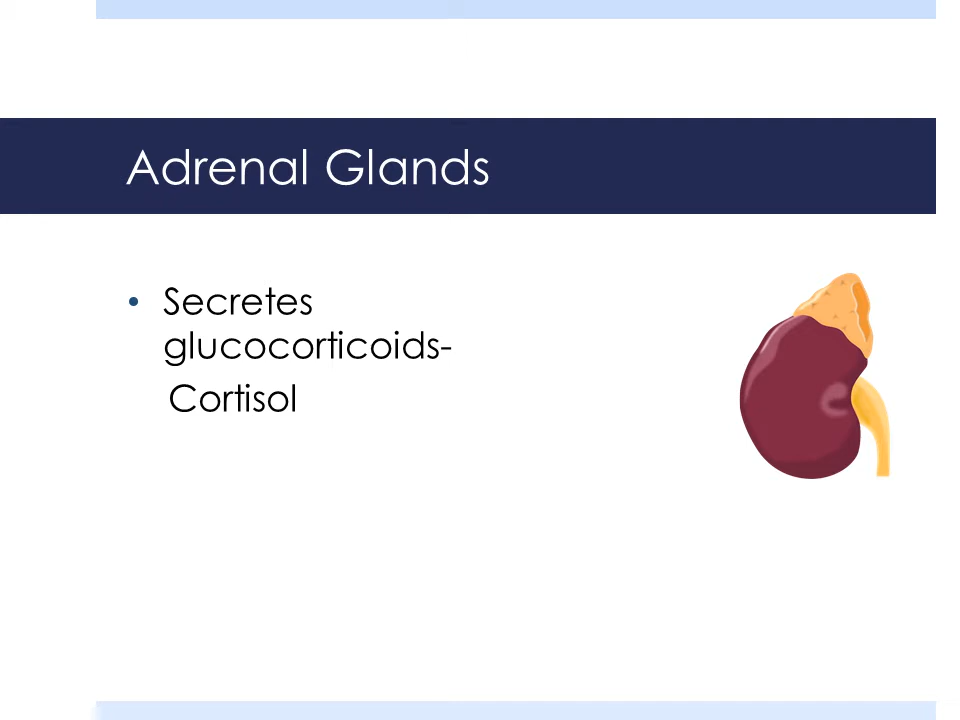 Adrenal Glands
• Secretes
glucocorticoids-
Cortisol